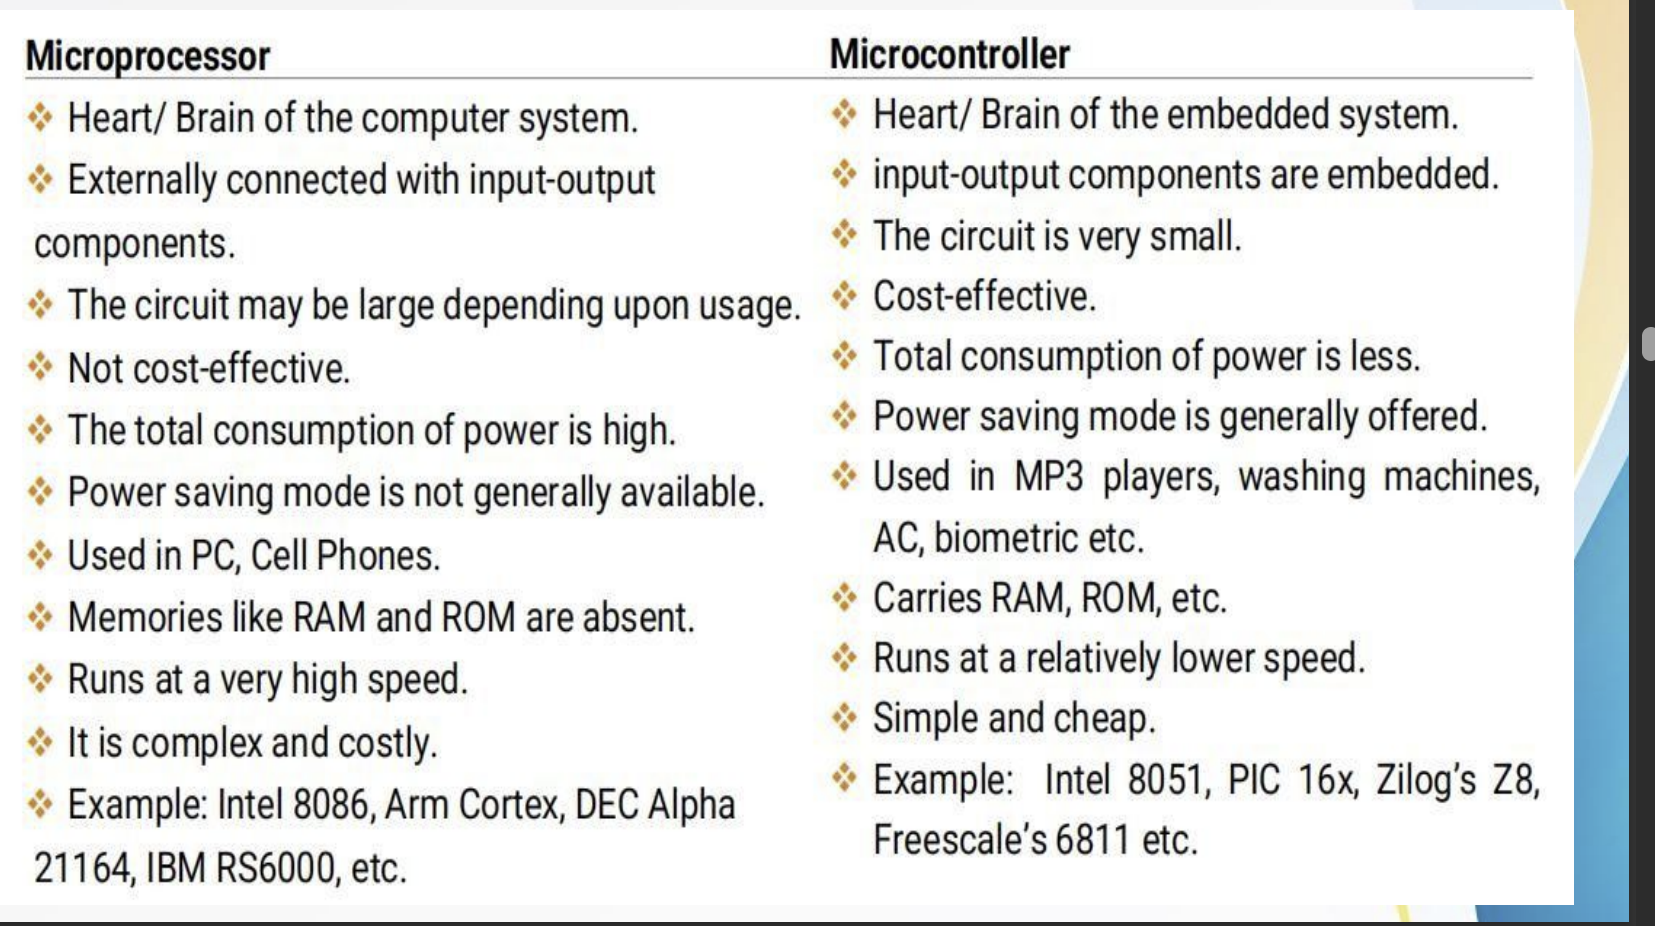 Microprocessor
❖ Heart/ Brain of the computer system.
❖ Externally connected with input-output
components.
❖ The circuit may be large depending upon usage.
❖ Not cost-effective.
❖ The total consumption of power is high.
❖ Power saving mode is not generally available.
❖ Used in PC, Cell Phones.
❖ Memories like RAM and ROM are absent.
❖ Runs at a very high speed.
❖ It is complex and costly.
❖ Example: Intel 8086, Arm Cortex, DEC Alpha
21164, IBM RS6000, etc.
Microcontroller
❖ Heart/ Brain of the embedded system.
❖ input-output components are embedded.
❖ The circuit is very small.
❖ Cost-effective.
❖ Total consumption of power is less.
❖ Power saving mode is generally offered.
❖ Used in MP3 players, washing machines,
AC, biometric etc.
❖ Carries RAM, ROM, etc.
❖ Runs at a relatively lower speed.
❖ Simple and cheap.
❖ Example: Intel 8051, PIC 16x, Zilog’s Z8,
Freescale’s 6811 etc.